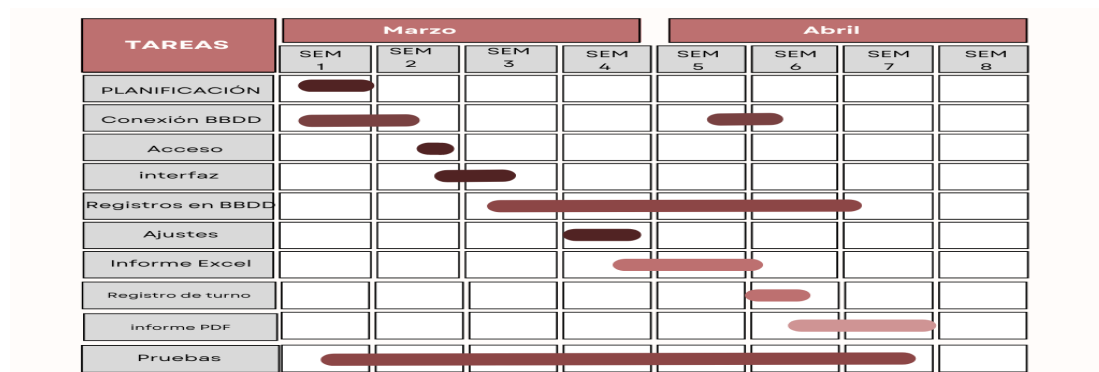 TAREAS
Marzo
Abril
SEM
1
SEM
2
SEM
3
SEM
4
SEM
5
SEM
6
SEM
7
SEM
8
PLANIFICACIÓN
Conexión BBDD
Acceso
interfaz
Registros en BBDD
Ajustes
Informe Excel
Registro de turno
informe PDF
Pruebas